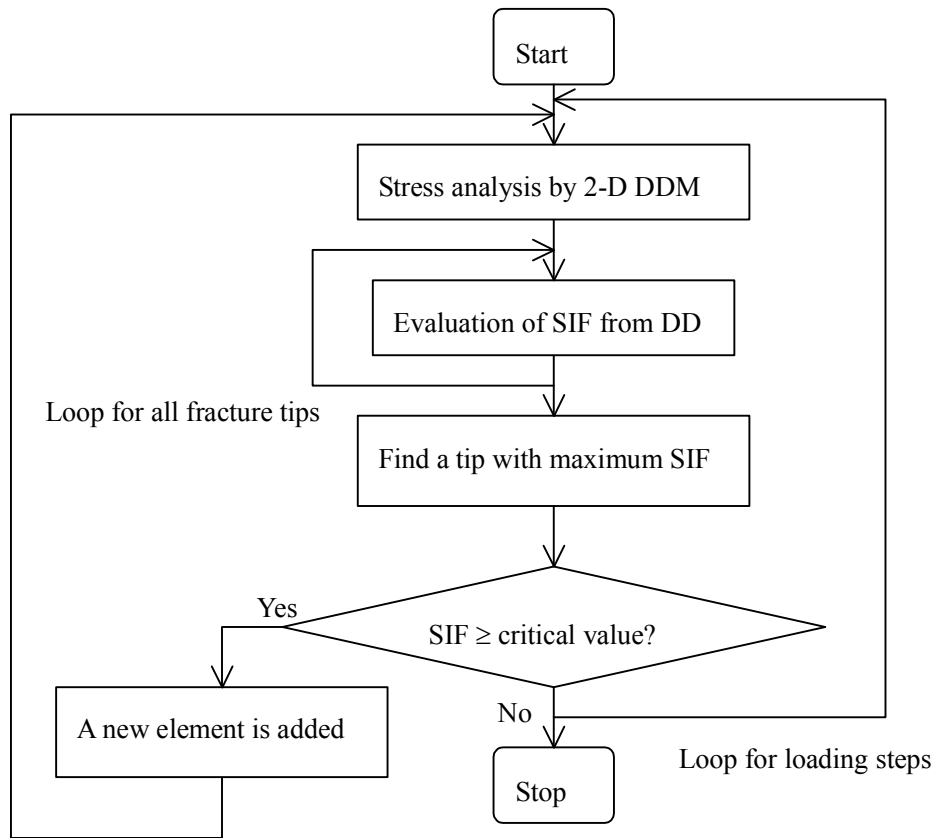 Start
Stress analysis by 2-D DDM
Evaluation of SIF from DD
Loop for all fracture tips
Find a tip with maximum SIF
Yes
SIF ≥ critical value?
A new element is added
No
Loop for loading steps
Stop